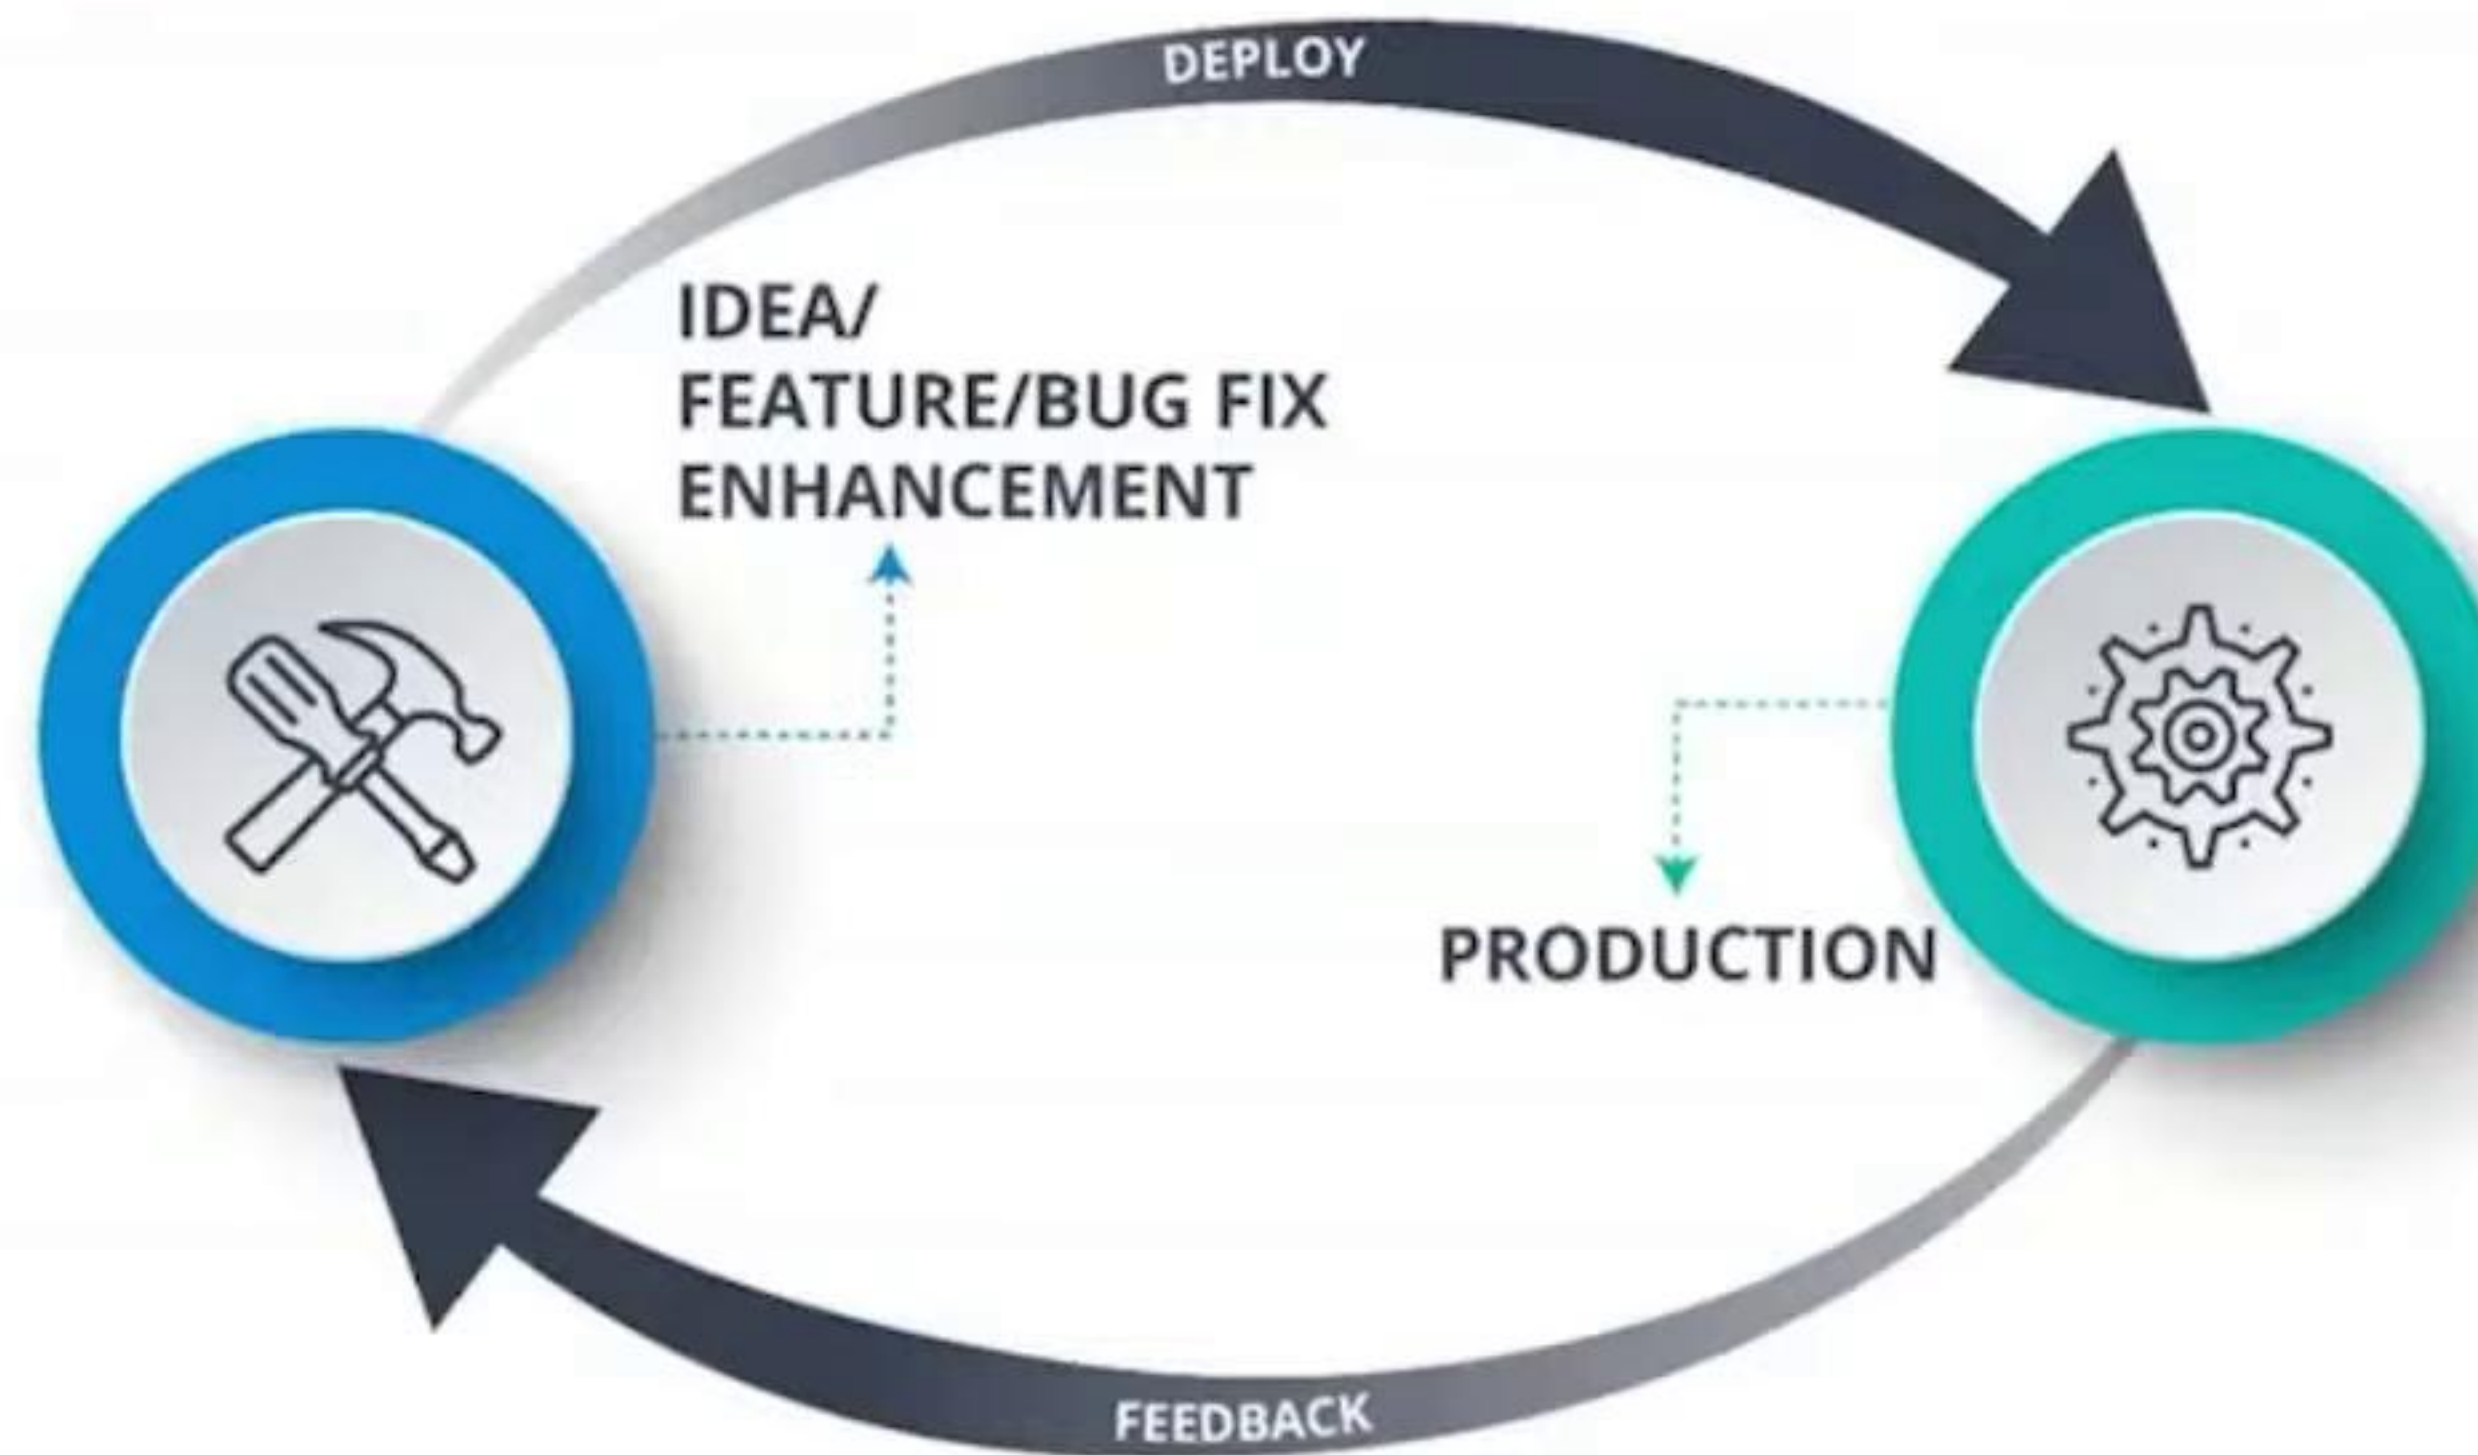 DEPLOY
IDEA/
FEATURE/BUG FIX
ENHANCEMENT
PRODUCTION
FEEDBACK